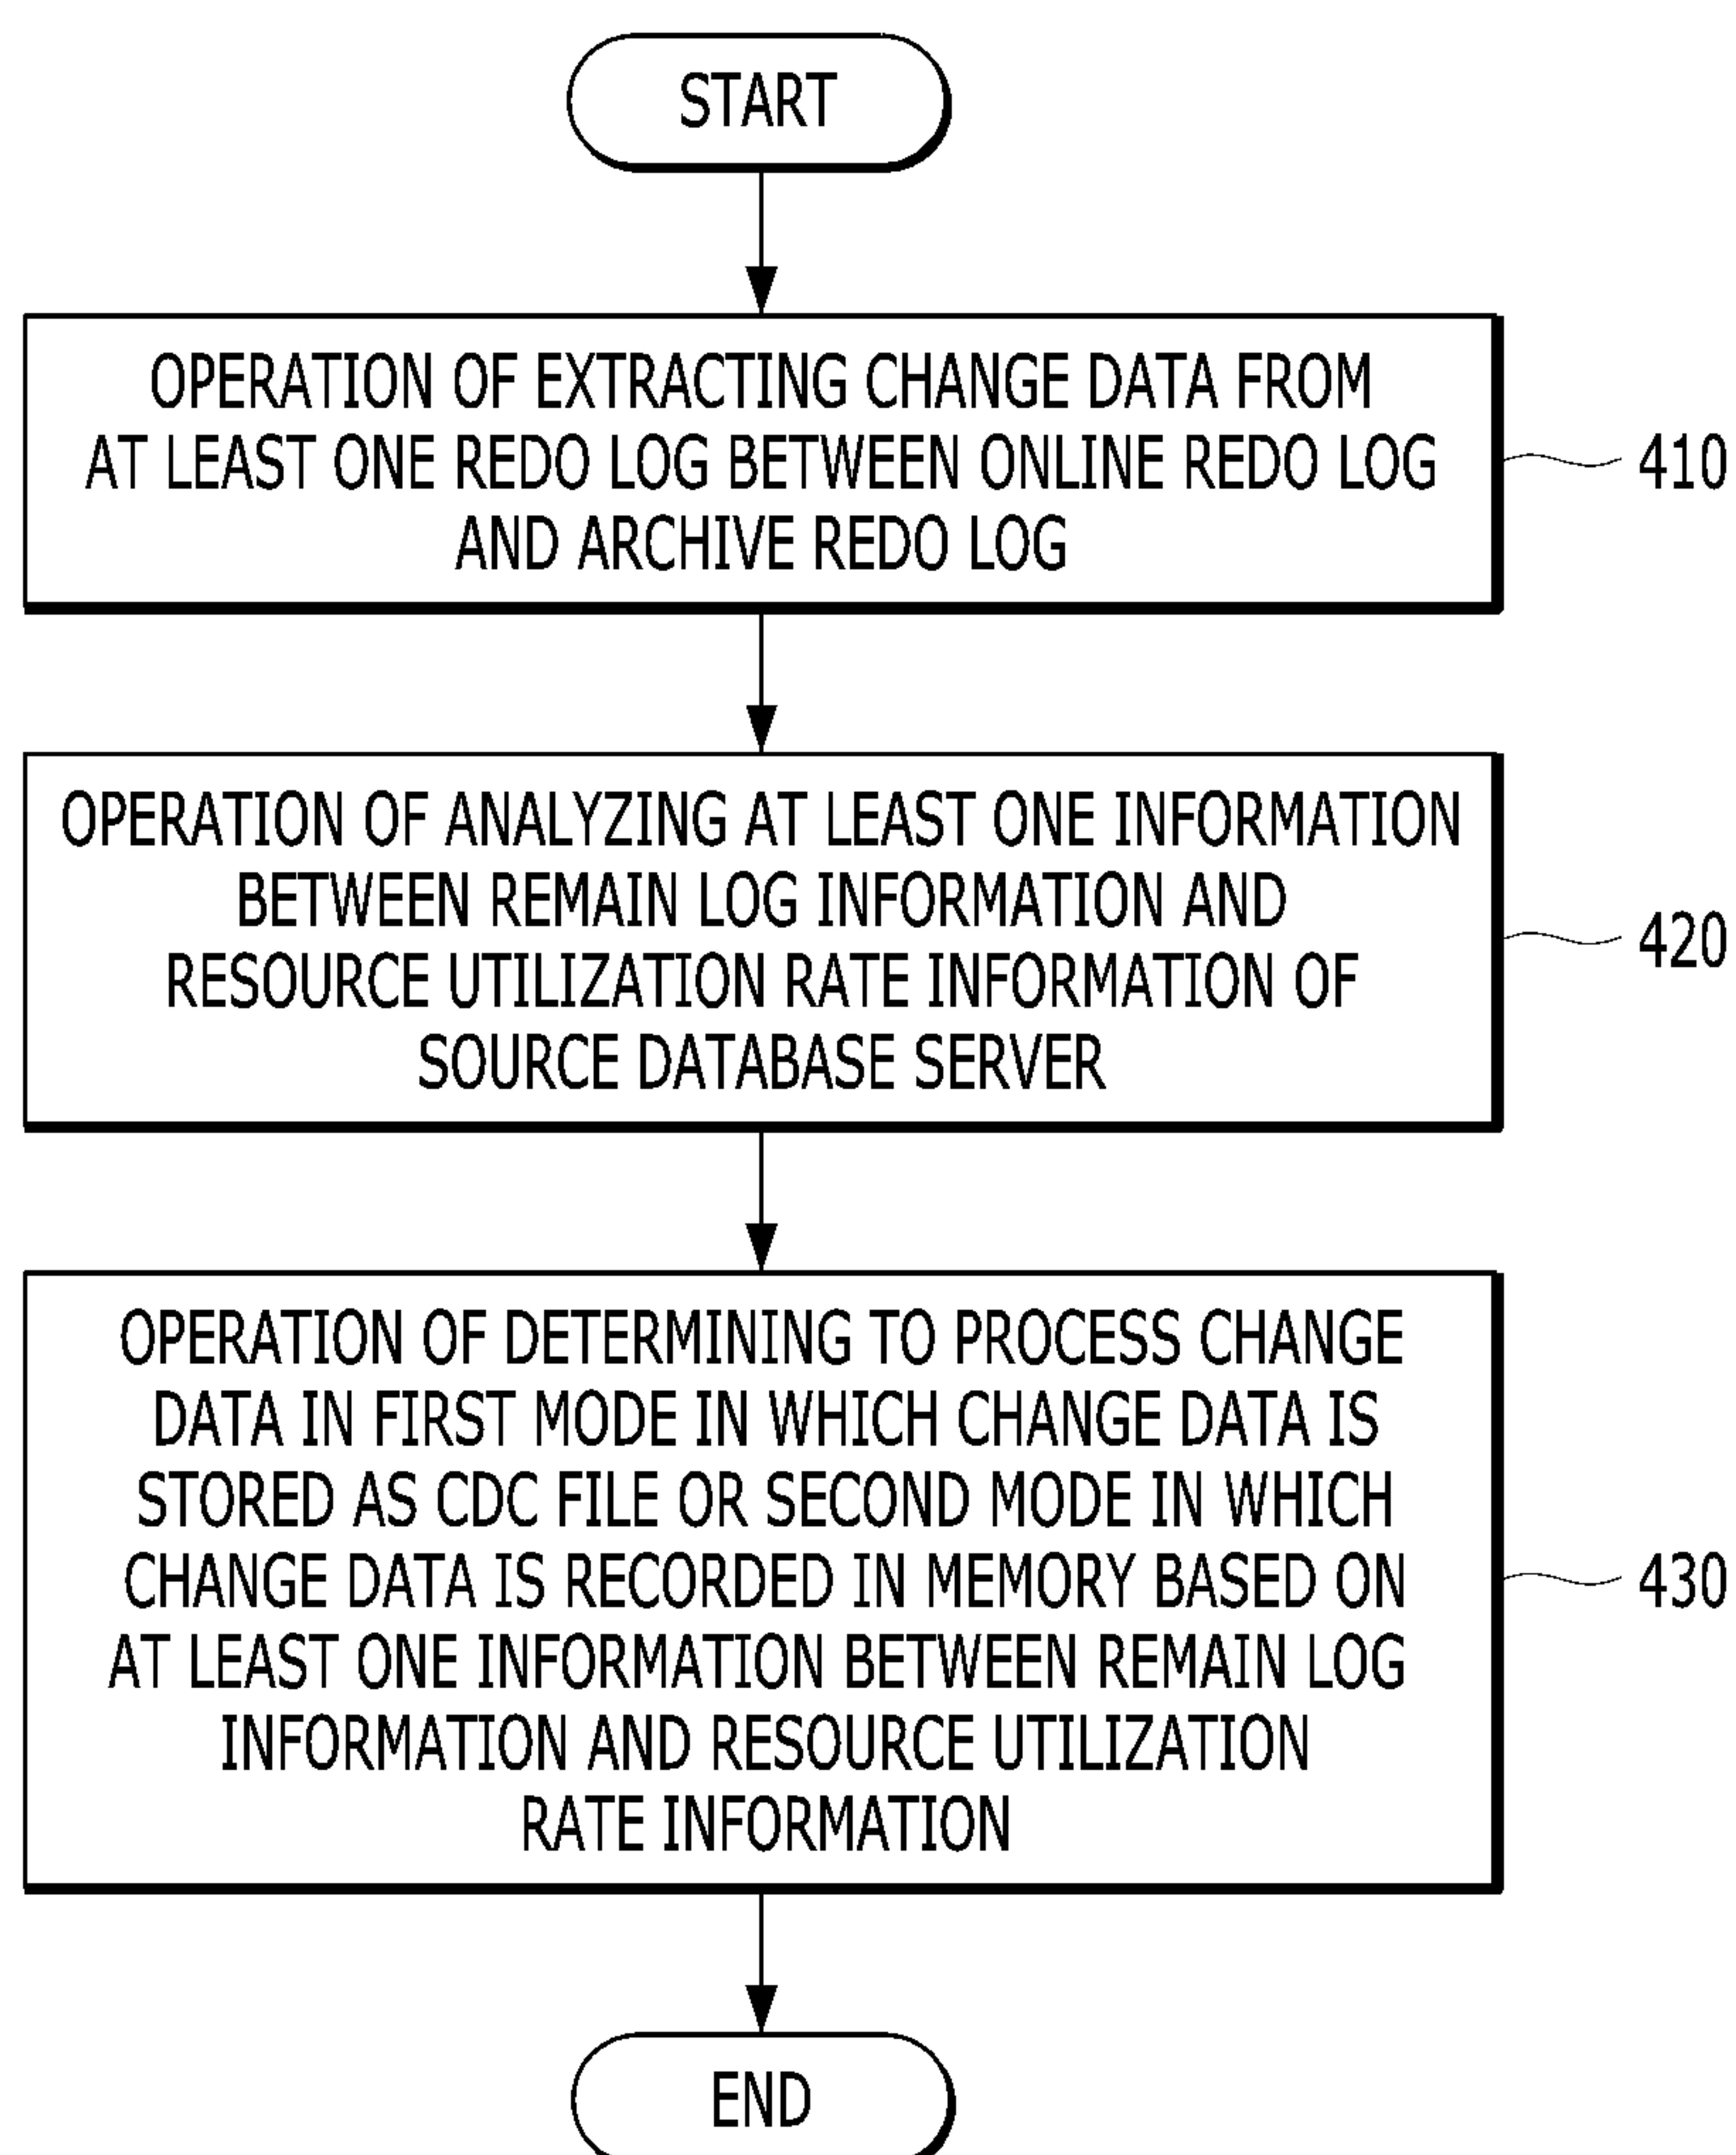 START
OPERATION OF EXTRACTING CHANGE DATA FROM
AT LEAST ONE REDO LOG BETWEEN ONLINE REDO LOG
AND ARCHIVE REDO LOG
410
OPERATION OF ANALYZING AT LEAST ONE INFORMATION
BETWEEN REMAIN LOG INFORMATION AND
RESOURCE UTILIZATION RATE INFORMATION OF
SOURCE DATABASE SERVER
420
OPERATION OF DETERMINING TO PROCESS CHANGE
DATA IN FIRST MODE IN WHICH CHANGE DATA IS
STORED AS CDC FILE OR SECOND MODE IN WHICH
CHANGE DATA IS RECORDED IN MEMORY BASED ON
AT LEAST ONE INFORMATION BETWEEN REMAIN LOG
INFORMATION AND RESOURCE UTILIZATION
RATE INFORMATION
430
END